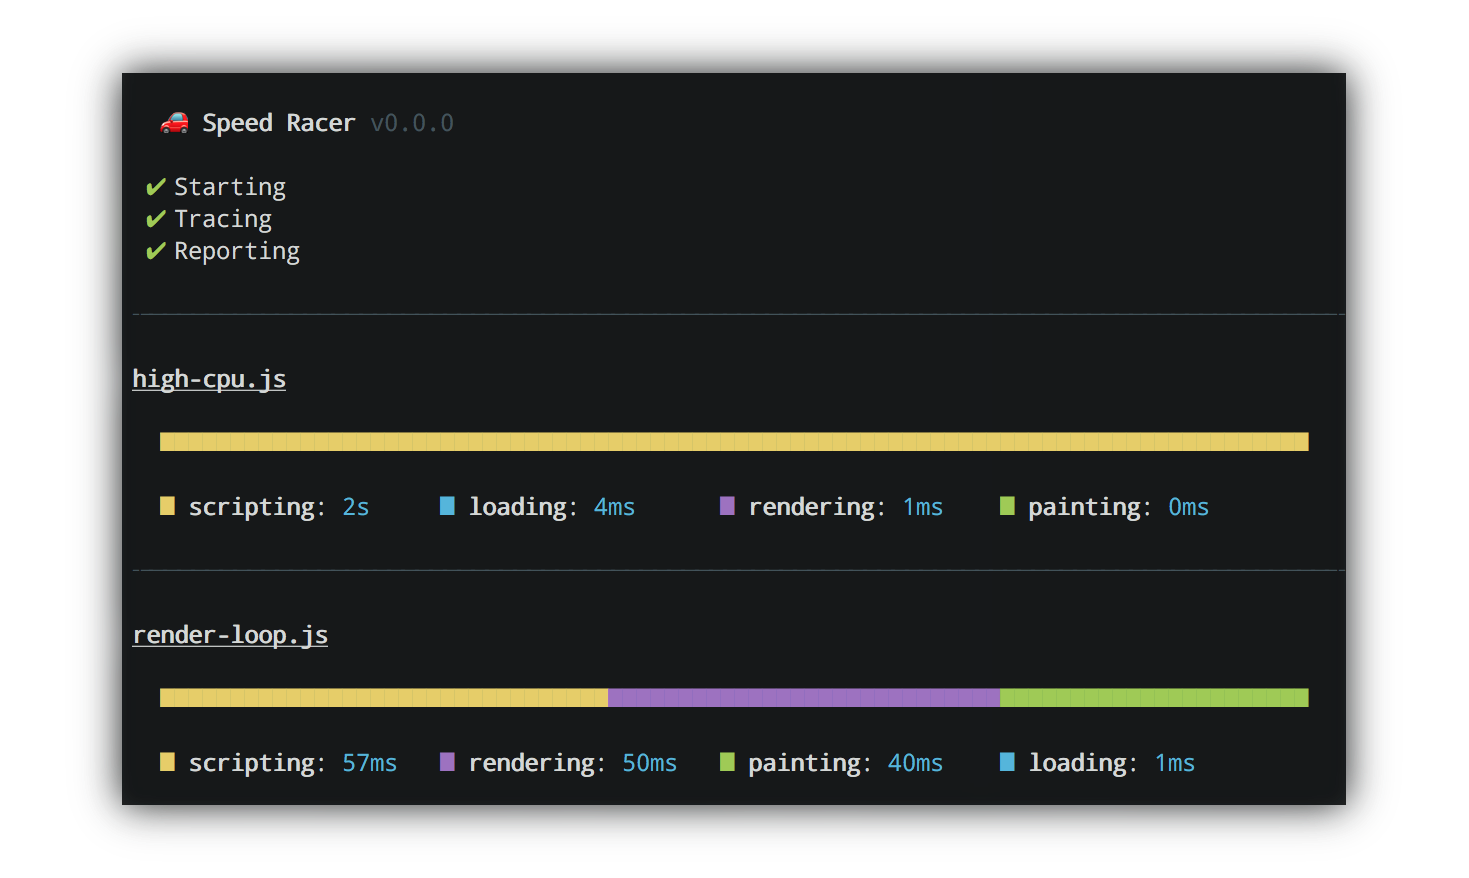 🚗 Speed Racer v0.0.0
✔ Starting
✔ Tracing
✔ Reporting
high-cpu.js
scripting: 2s loading: 4ms rendering: 1ms painting: 0ms
render-loop.js
scripting: 57ms rendering: 50ms painting: 40ms loading: 1ms